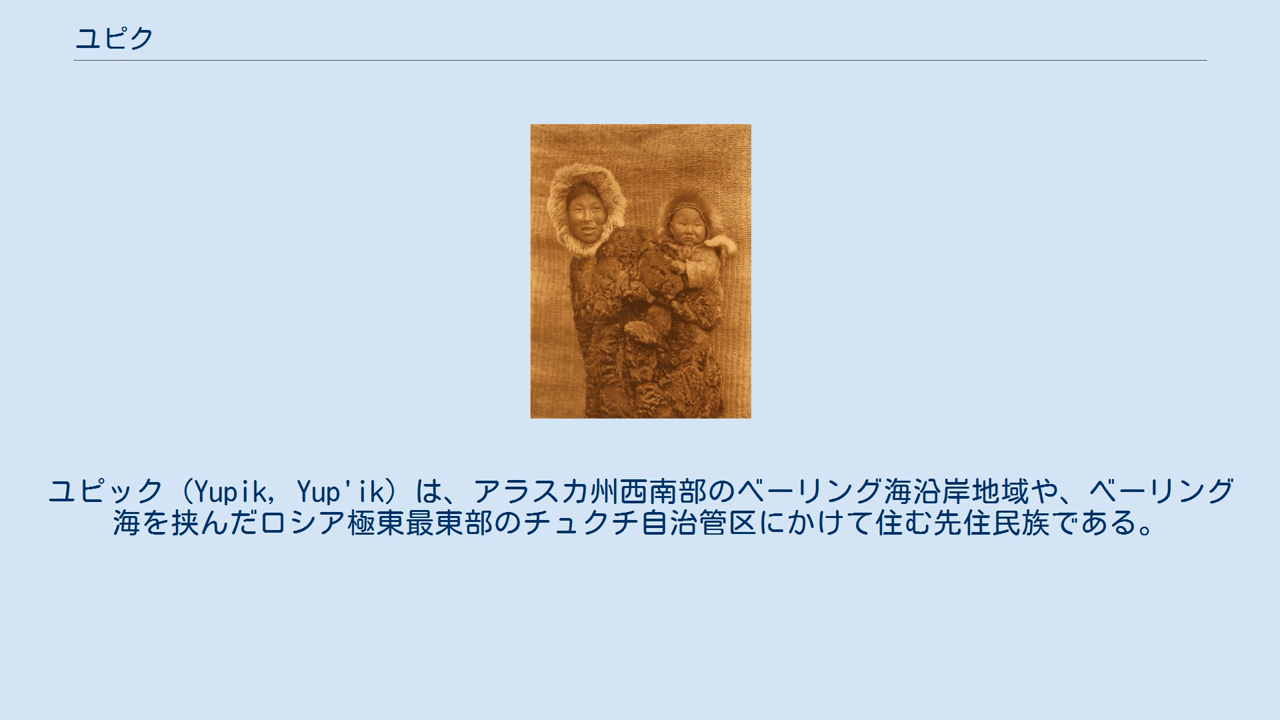 ユピク
ユピック（Yupik, Yup'ik）は、アラスカ州西南部のベーリング海沿岸地域や、ベーリング
海を挟んだロシア極東最東部のチュクチ自治管区にかけて住む先住民族である。